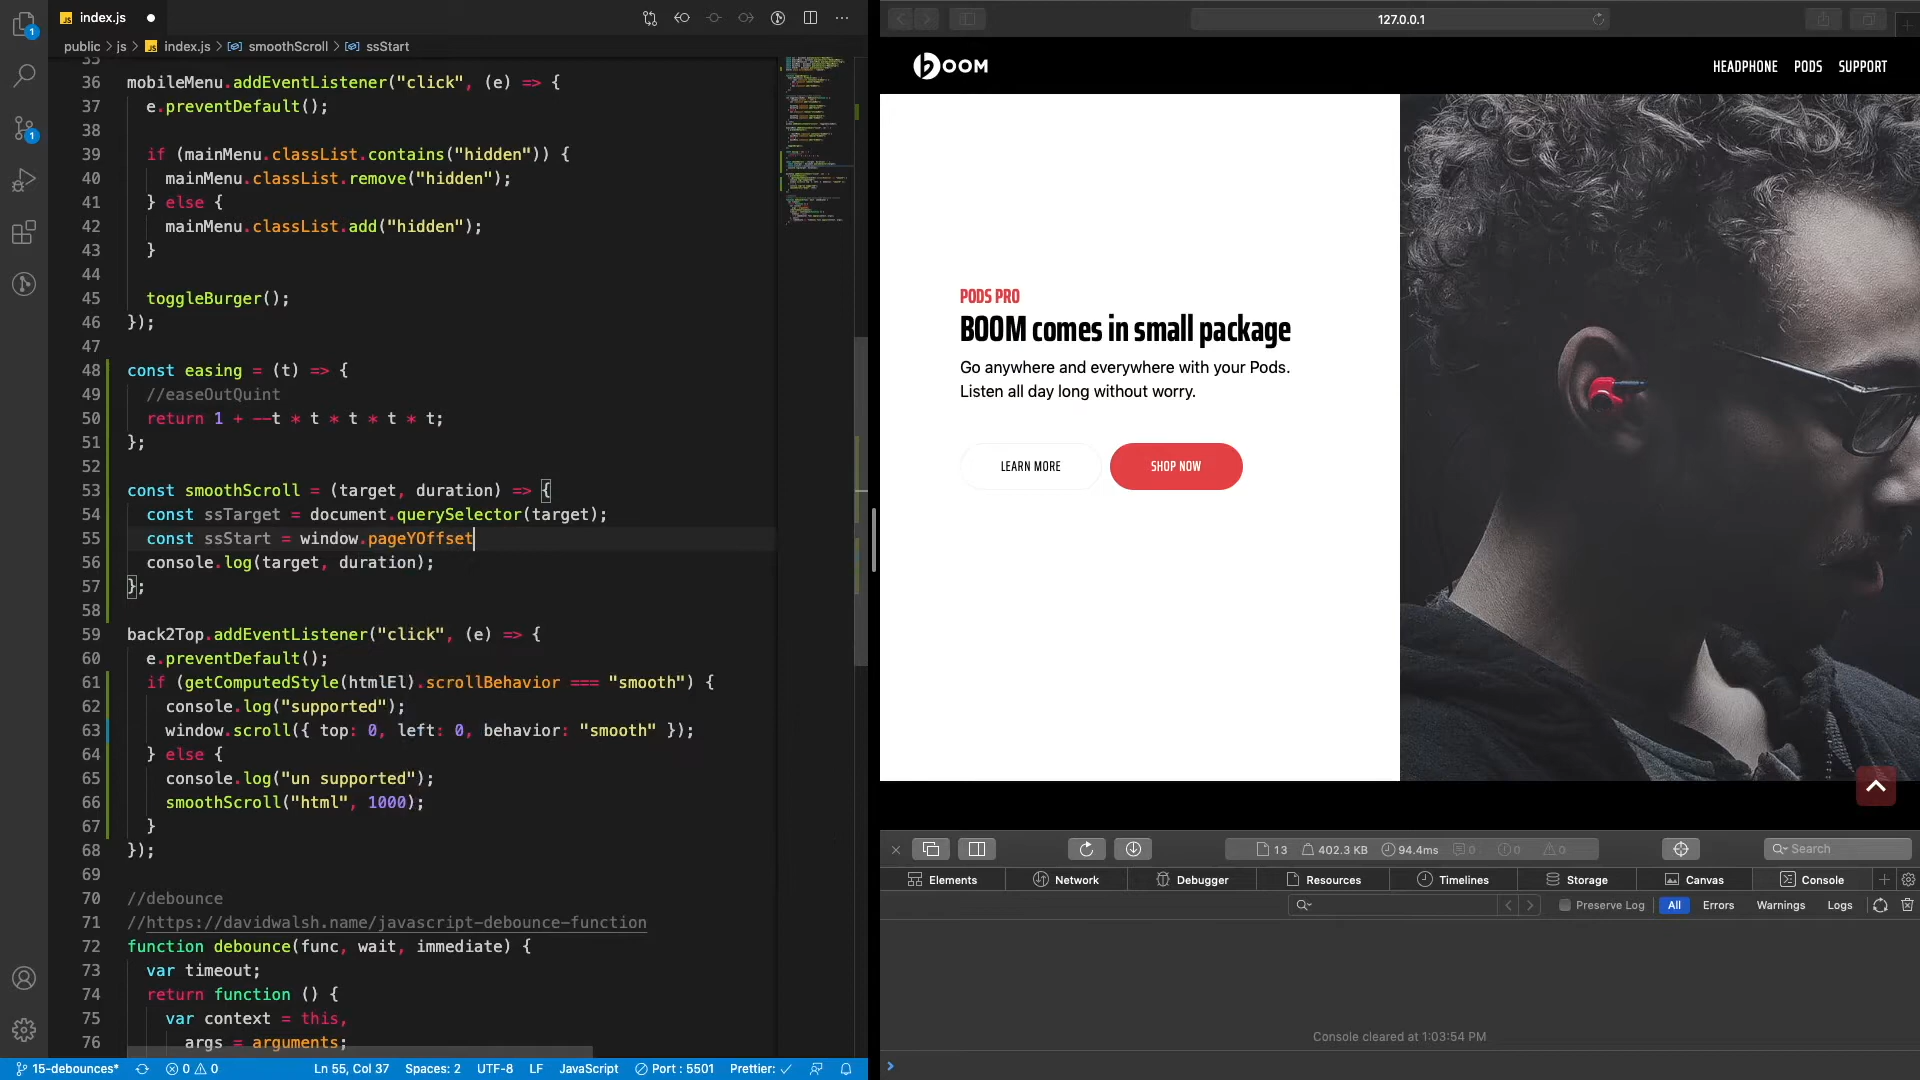 index.js
public > js > index.js > smoothScroll > ssStart
35
36 mobileMenu.addEventListener("click", (e) => {
37 e.preventDefault();
38
39 if (mainMenu.classList.contains("hidden")) {
40 mainMenu.classList.remove("hidden");
41 } else {
42 mainMenu.classList.add("hidden");
43 }
44
45 toggleBurger();
46 });
47
48 const easing = (t) => {
49 //easeOutQuint
50 return 1 + --t * t * t * t * t;
51 };
52
53 const smoothScroll = (target, duration) => {
54 const ssTarget = document.querySelector(target);
55 const ssStart = window.pageYOffset
56 console.log(target, duration);
57 };
58
59 back2Top.addEventListener("click", (e) => {
60 e.preventDefault();
61 if (getComputedStyle(htmlEl).scrollBehavior === "smooth") {
62 console.log("supported");
63 window.scroll({ top: 0, left: 0, behavior: "smooth" });
64 } else {
65 console.log("un supported");
66 smoothScroll("html", 1000);
67 }
68 });
69
70 //debounce
71 //https://davidwalsh.name/javascript-debounce-function
72 function debounce(func, wait, immediate) {
73 var timeout;
74 return function () {
75 var context = this,
76 args = arguments;
1
1
15-debounces* 0 0 Ln 55, Col 37 Spaces: 2 UTF-8 LF JavaScript Port : 5501 Prettier: ✓
127.0.0.1
bOOM
HEADPHONE PODS SUPPORT
PODS PRO
BOOM comes in small package
Go anywhere and everywhere with your Pods.
Listen all day long without worry.
LEARN MORE SHOP NOW
13 402.3 KB 94.4ms 0 0 0 Search
Elements Network Debugger Resources Timelines Storage Canvas Console
Preserve Log All Errors Warnings Logs
Console cleared at 1:03:54 PM